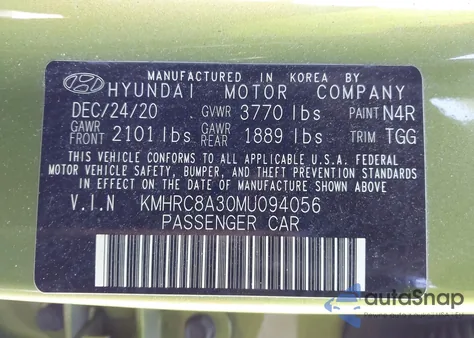 MANUFACTURED IN KOREA BY
HYUNDAI MOTOR COMPANY
DEC/24/20 GVWR 3770 lbs PAINT N4R
GAWR FRONT 2101 lbs GAWR REAR 1889 lbs TRIM TGG
THIS VEHICLE CONFORMS TO ALL APPLICABLE U.S.A. FEDERAL
MOTOR VEHICLE SAFETY, BUMPER, AND THEFT PREVENTION
STANDARDS IN EFFECT ON THE DATE OF MANUFACTURE SHOWN ABOVE.
V.I.N KMHRC8A30MU094056
PASSENGER CAR
autoSnap